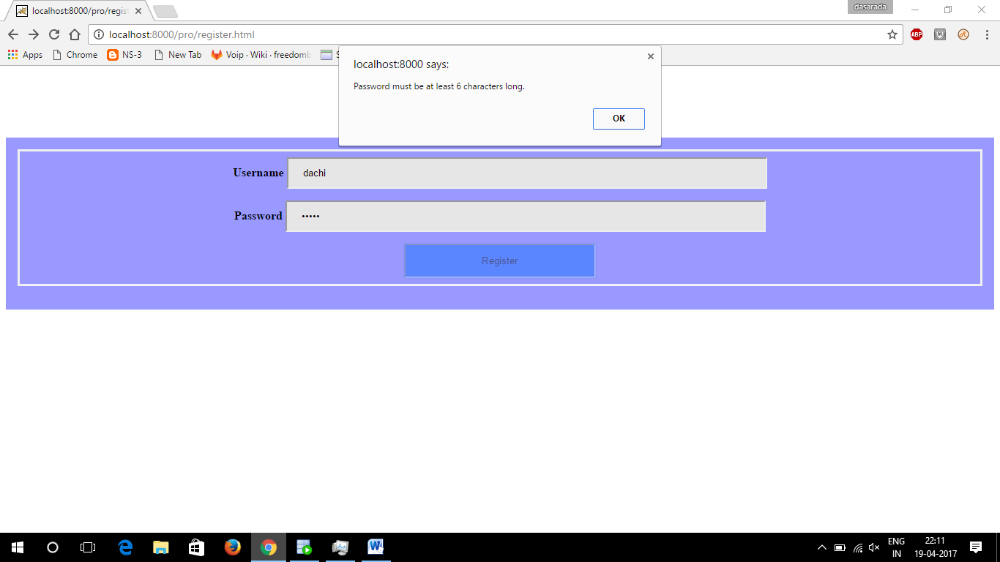 localhost:8000/pro/regist
dasarada
localhost:8000/pro/register.html
ABP
Apps
Chrome
NS-3
New Tab
Voip · Wiki · freedomb
S
localhost:8000 says:
Password must be at least 6 characters long.
OK
Username
dachi
Password
•••••
Register
ENG
IN
22:11
19-04-2017